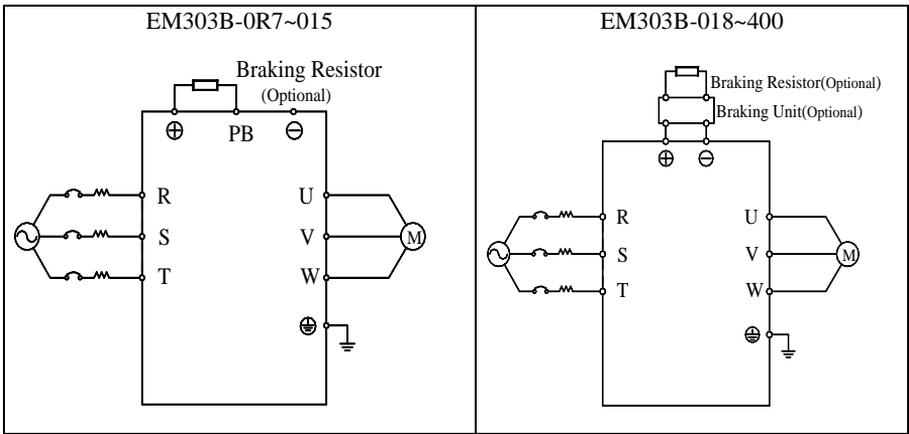 EM303B-0R7~015
Braking Resistor
(Optional)
⊕ PB ⊖
R
S
T
U
V
W
M
EM303B-018~400
Braking Resistor(Optional)
Braking Unit(Optional)
⊕ ⊖
R
S
T
U
V
W
M